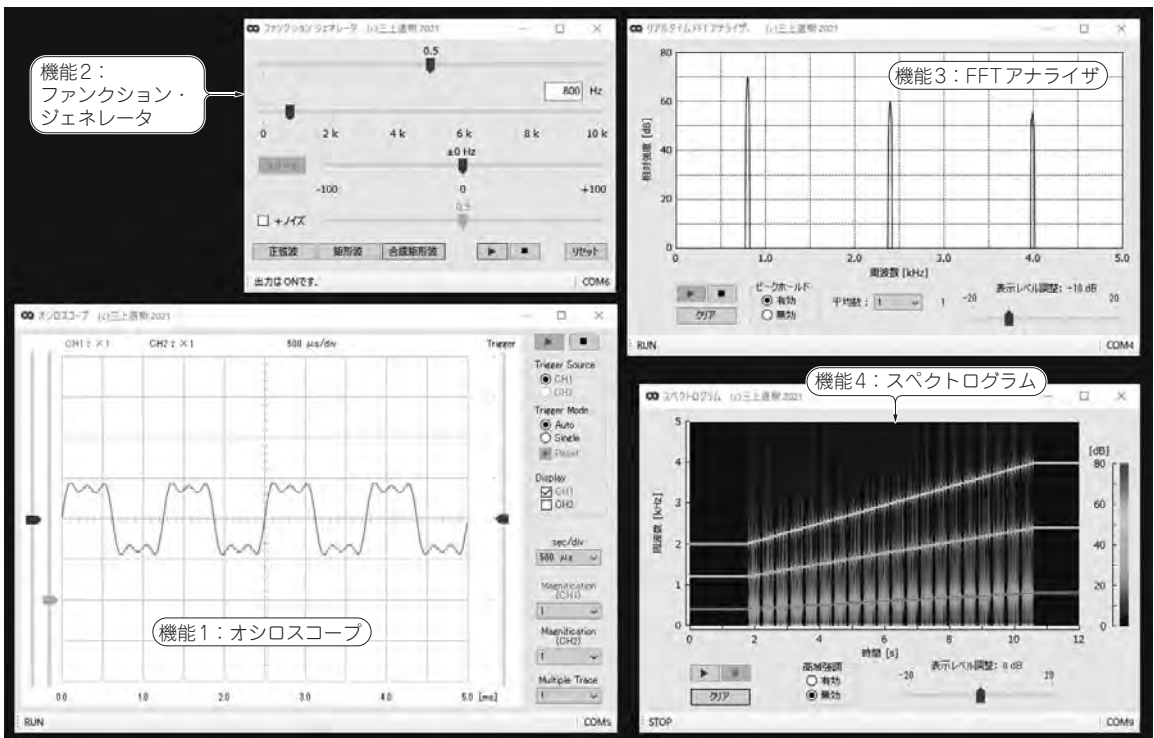 機能2：
ファンクション・
ジェネレータ
ファンクション ジェネレータ (c)三上直樹 2021
0.5
800 Hz
0 2 k 4 k 6 k 8 k 10 k
±0 Hz
-100 0 +100
0.5
+ノイズ
正弦波 矩形波 合成矩形波 リセット
出力は ONです。 COM6
リアルタイムFFTアナライザ, (c)三上直樹 2021
機能3：FFTアナライザ
相対強度 [dB]
80
60
40
20
0
0 1.0 2.0 3.0 4.0 5.0
周波数 [kHz]
クリア
ピークホールド
有効
無効
平均数： 1 1
表示レベル調整: -10 dB
-20 20
RUN COM4
オシロスコープ (c)三上直樹 2021
CH1 : ×1 CH2 : ×1 500 μs/div Trigger
Trigger Source
CH1
CH2
Trigger Mode
Auto
Single
Reset
Display
CH1
CH2
sec/div
500 μs
Magnification
(CH1)
1
Magnification
(CH2)
1
Multiple Trace
1
機能1：オシロスコープ
0.0 1.0 2.0 3.0 4.0 5.0 [ms]
RUN COM5
機能4：スペクトログラム
スペクトログラム (c)三上直樹 2021
周波数 [kHz]
5
4
3
2
1
0
0 2 4 6 8 10 12
時間 [s]
[dB]
80
60
40
20
0
クリア
高域強調
有効
無効
表示レベル調整: 0 dB
-20 20
STOP COM9